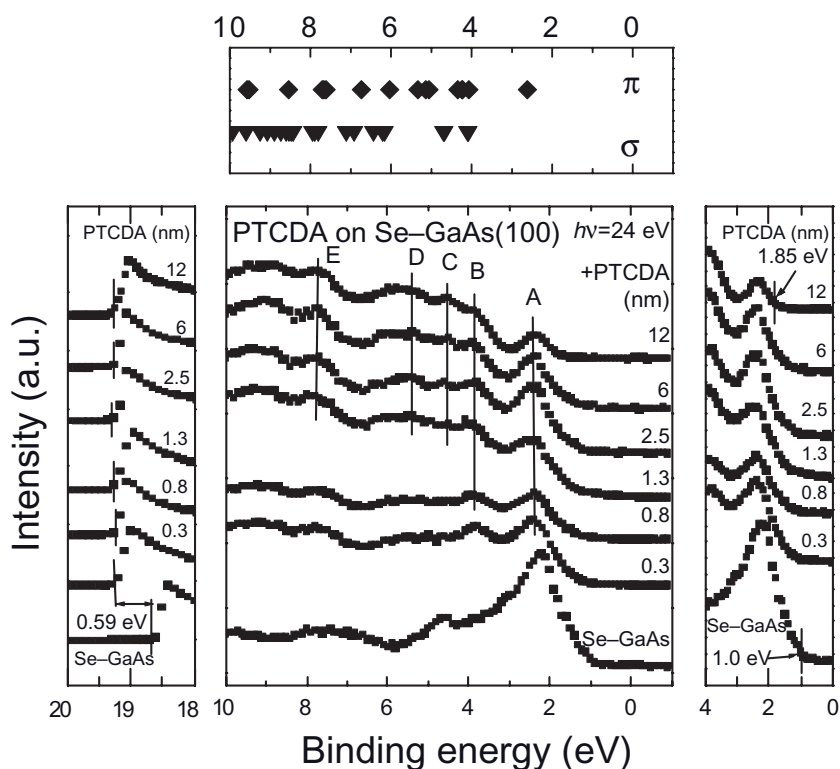 10 8 6 4 2 0
π
σ
PTCDA (nm)
12
6
2.5
1.3
0.8
0.3
0.59 eV
Se–GaAs
20 19 18
PTCDA on Se–GaAs(100) hν=24 eV
E D C B A
+PTCDA
(nm)
12
6
2.5
1.3
0.8
0.3
Se–GaAs
10 8 6 4 2 0
PTCDA (nm)
1.85 eV
12
6
2.5
1.3
0.8
0.3
Se–GaAs
1.0 eV
4 2 0
Intensity (a.u.)
Binding energy (eV)